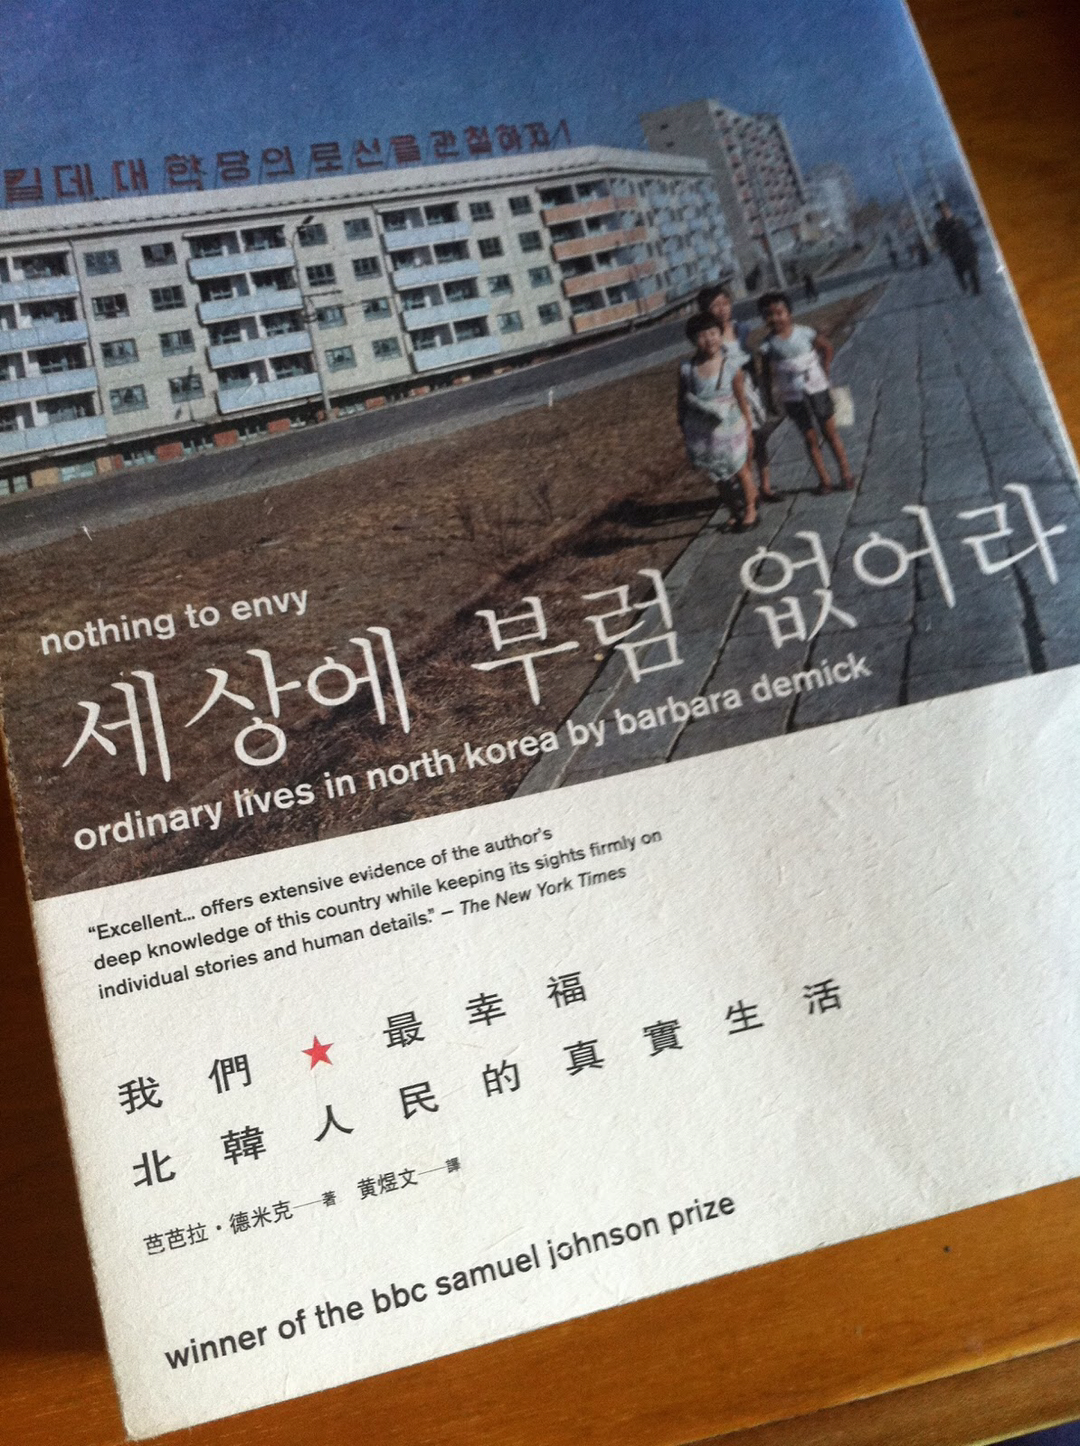 대 학 당의 로선을 관철하자!
nothing to envy
세상에 부럼 없어라
ordinary lives in north korea by barbara demick
“Excellent... offers extensive evidence of the author's
deep knowledge of this country while keeping its sights firmly on
individual stories and human details.” – The New York Times
我們★最幸福
北韓人民的真實生活
芭芭拉·德米克——著 黄煜文——譯
winner of the bbc samuel johnson prize